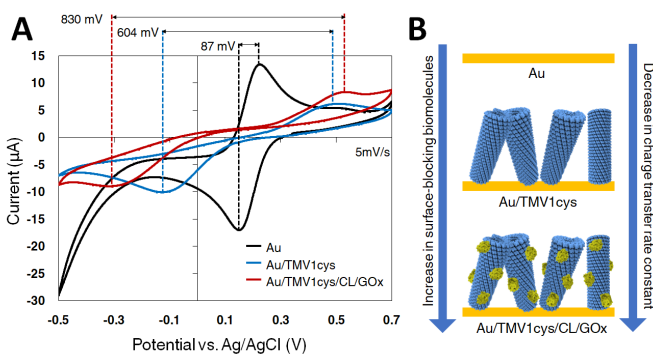 A
830 mV
604 mV
87 mV
15
10
5
0
-5
-10
-15
-20
-25
-30
Current (μA)
5mV/s
Au
Au/TMV1cys
Au/TMV1cys/CL/GOx
-0.5
-0.3
-0.1
0.1
0.3
0.5
0.7
Potential vs. Ag/AgCl (V)
B
Increase in surface-blocking biomolecules
Au
Au/TMV1cys
Au/TMV1cys/CL/GOx
Decrease in change transfer rate constant